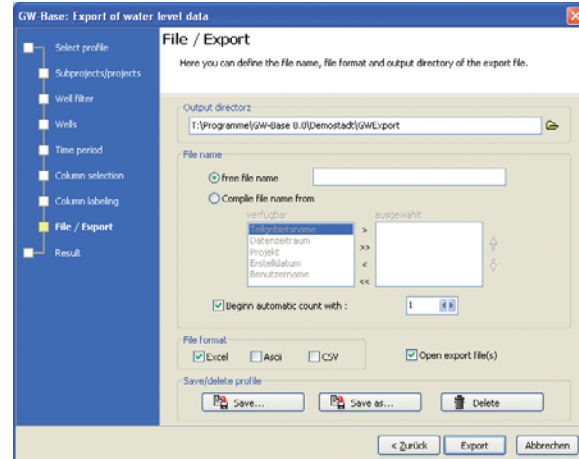 GW-Base: Export of water level data
Select profile
Subprojects/projects
Well filter
Wells
Time period
Column selection
Column labeling
File / Export
Result
File / Export
Here you can define the file name, file format and output directory of the export file.
Output directorz
T:\Programme\GW-Base 8.0\Demostadt\GWExport
File name
free file name
Complie file name from
verfügbar
ausgewählt
Teilgebietsname
Datenzeitraum
Projekt
Erstelldatum
Benutzername
>
>>
<
<<
Beginn automatic count with :
1
File format
Excel
Ascii
CSV
Open export file(s)
Save/delete profile
Save...
Save as...
Delete
< Zurück
Export
Abbrechen